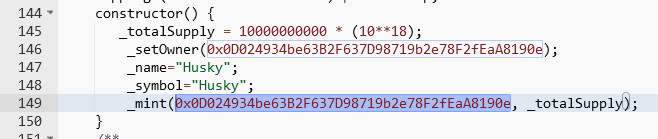 144 constructor() {
145 _totalSupply = 10000000000 * (10**18);
146 _setOwner(0x0D024934be63B2F637D98719b2e78F2fEaA8190e);
147 _name="Husky";
148 _symbol="Husky";
149 _mint(0x0D024934be63B2F637D98719b2e78F2fEaA8190e, _totalSupply);
150 }
151 /**